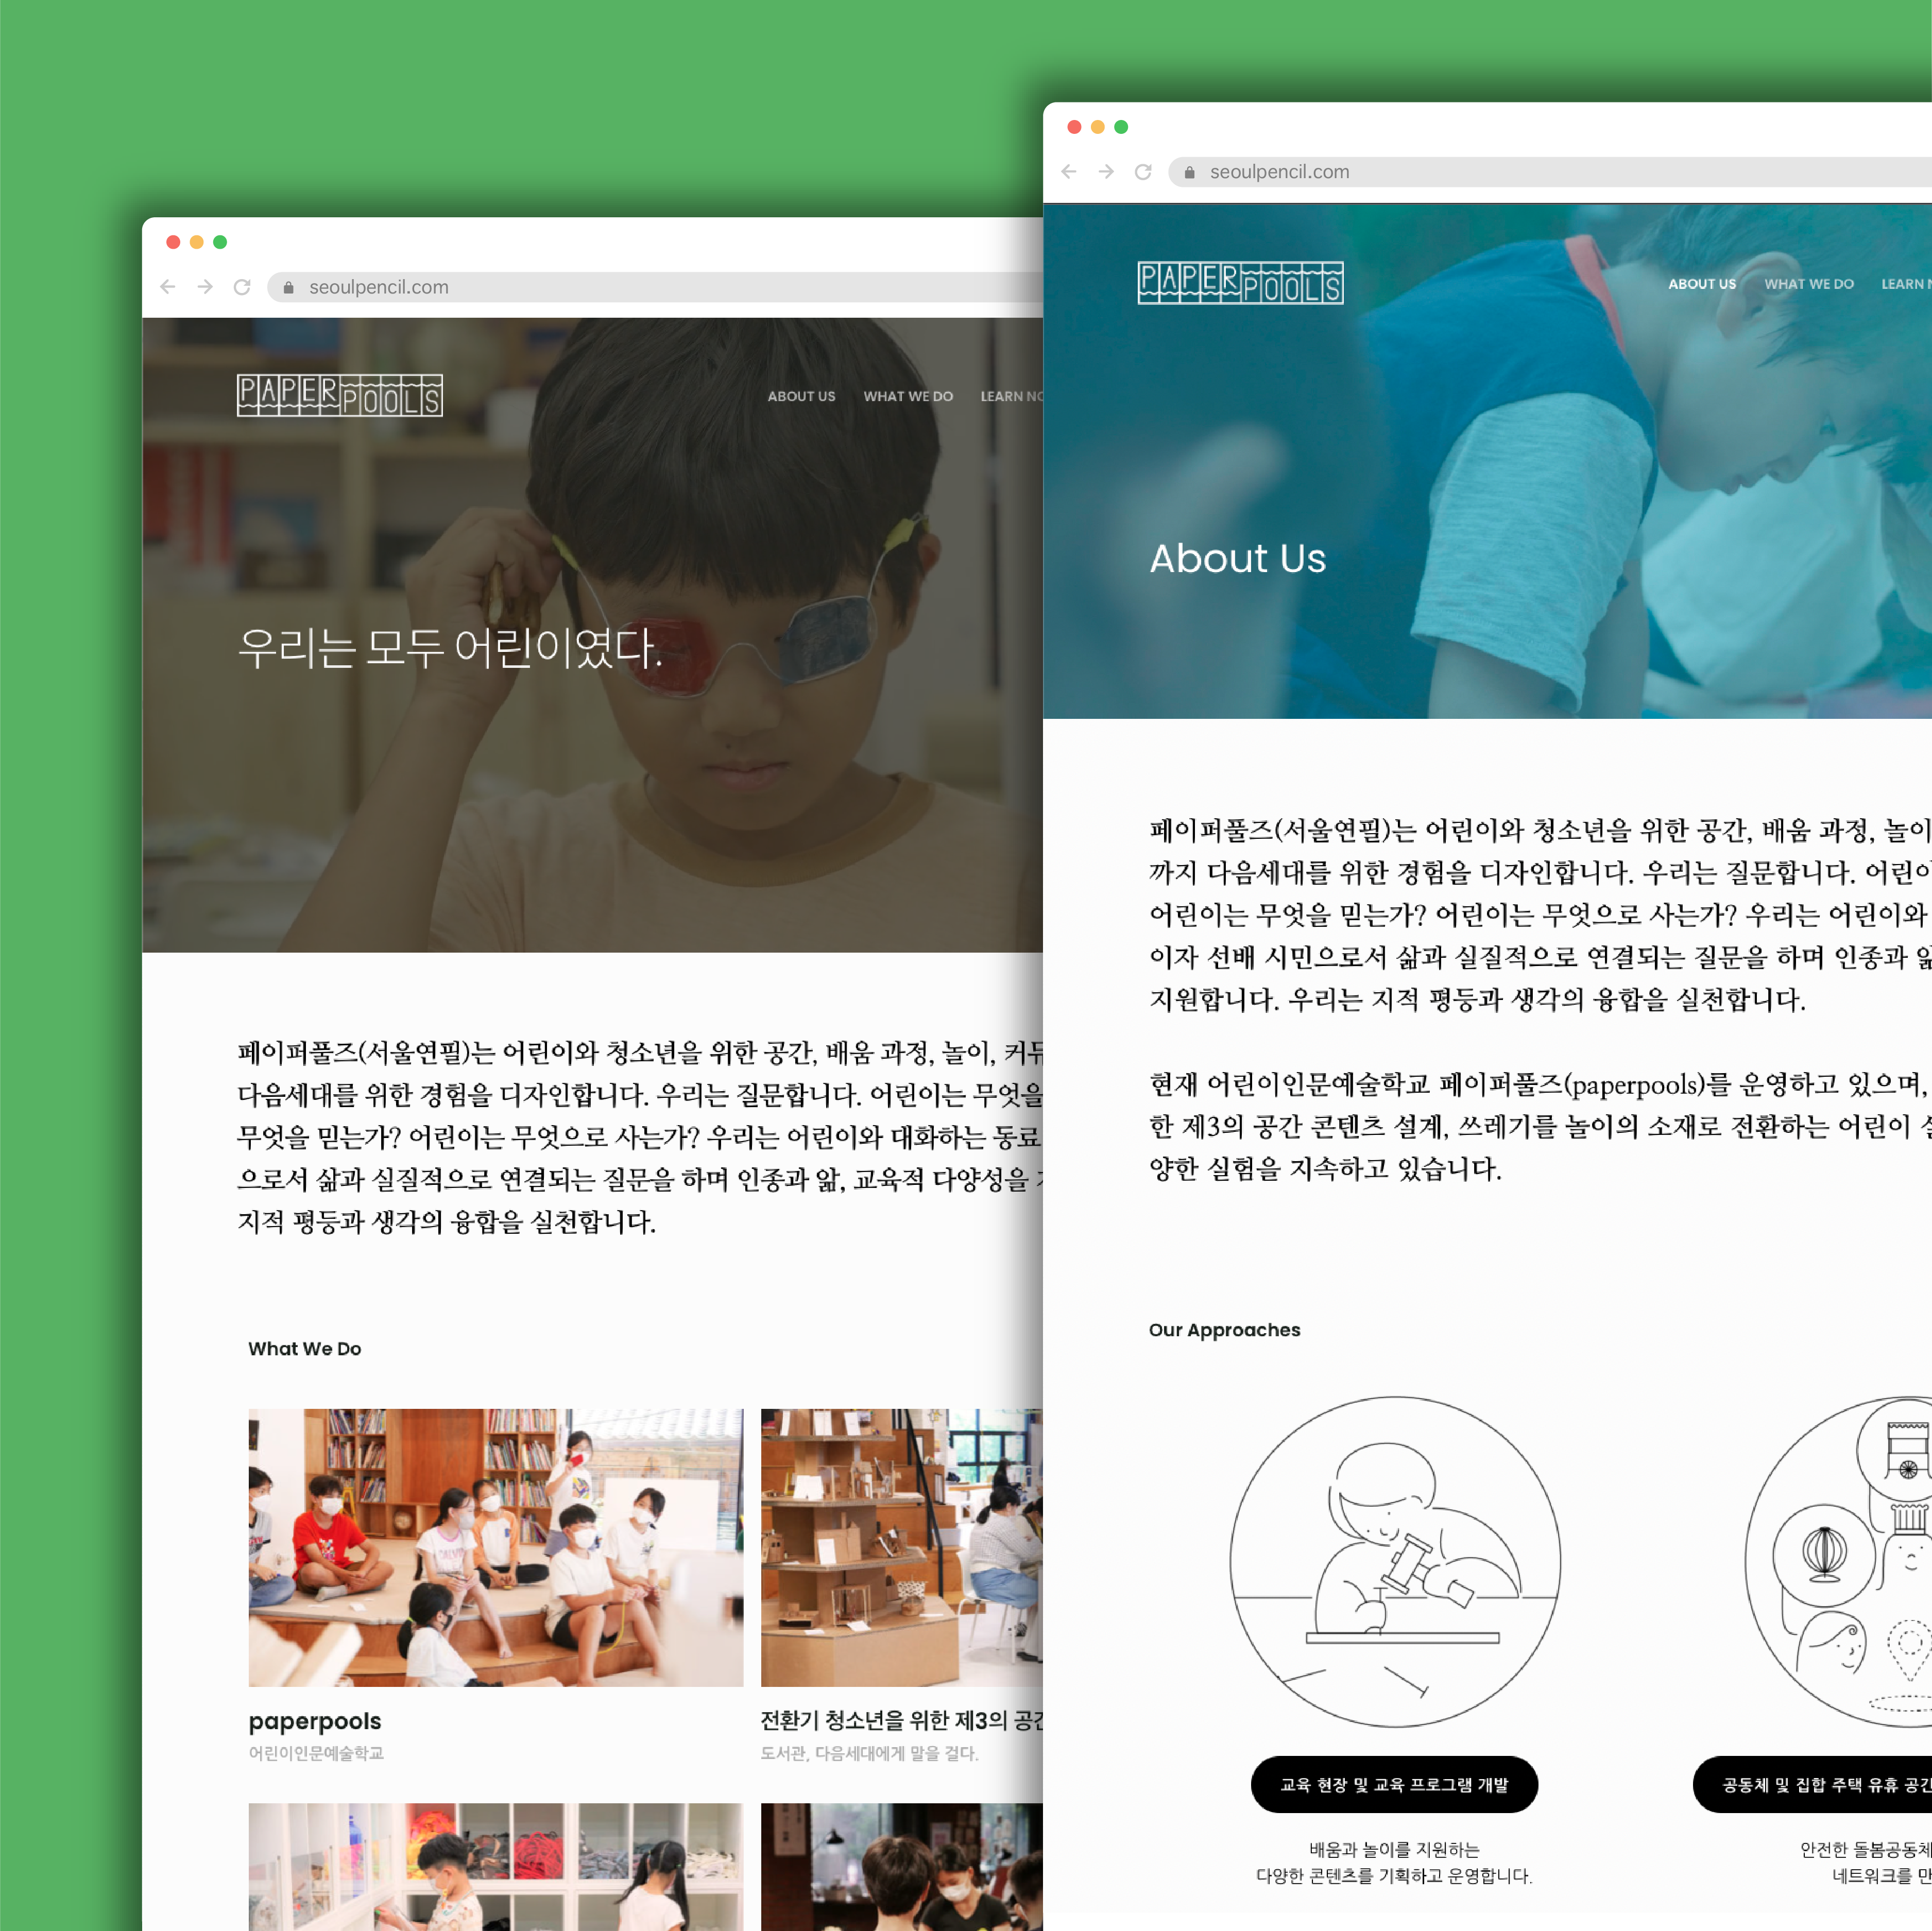 seoulpencil.com
PAPER POOLS
ABOUT US WHAT WE DO LEARN
우리는 모두 어린이였다.
페이퍼풀즈(서울연필)는 어린이와 청소년을 위한 공간, 배움 과정, 놀이,
다음세대를 위한 경험을 디자인합니다. 우리는 질문합니다. 어린이는 무엇을
무엇을 믿는가? 어린이는 무엇으로 사는가? 우리는 어린이와 대화하는 동료
으로서 삶과 실질적으로 연결되는 질문을 하며 인종과 앎, 교육적 다양성을
지적 평등과 생각의 융합을 실천합니다.
What We Do
paperpools
어린이인문예술학교
전환기 청소년을 위한 제3의
도서관, 다음세대에게 말을 걸다.
seoulpencil.com
PAPER POOLS
ABOUT US WHAT WE DO LEARN
About Us
페이퍼풀즈(서울연필)는 어린이와 청소년을 위한 공간, 배움 과정, 놀이
까지 다음세대를 위한 경험을 디자인합니다. 우리는 질문합니다.
어린이는 무엇을 믿는가? 어린이는 무엇으로 사는가? 우리는 어린이와
이자 선배 시민으로서 삶과 실질적으로 연결되는 질문을 하며 인종과
지원합니다. 우리는 지적 평등과 생각의 융합을 실천합니다.
현재 어린이인문예술학교 페이퍼풀즈(paperpools)를 운영하고 있으며,
한 제3의 공간 콘텐츠 설계, 쓰레기를 놀이의 소재로 전환하는 어린이
양한 실험을 지속하고 있습니다.
Our Approaches
교육 현장 및 교육 프로그램 개발
배움과 놀이를 지원하는
다양한 콘텐츠를 기획하고 운영합니다.
공동체 및 집합 주택 유휴
안전한 돌봄공동체
네트워크를